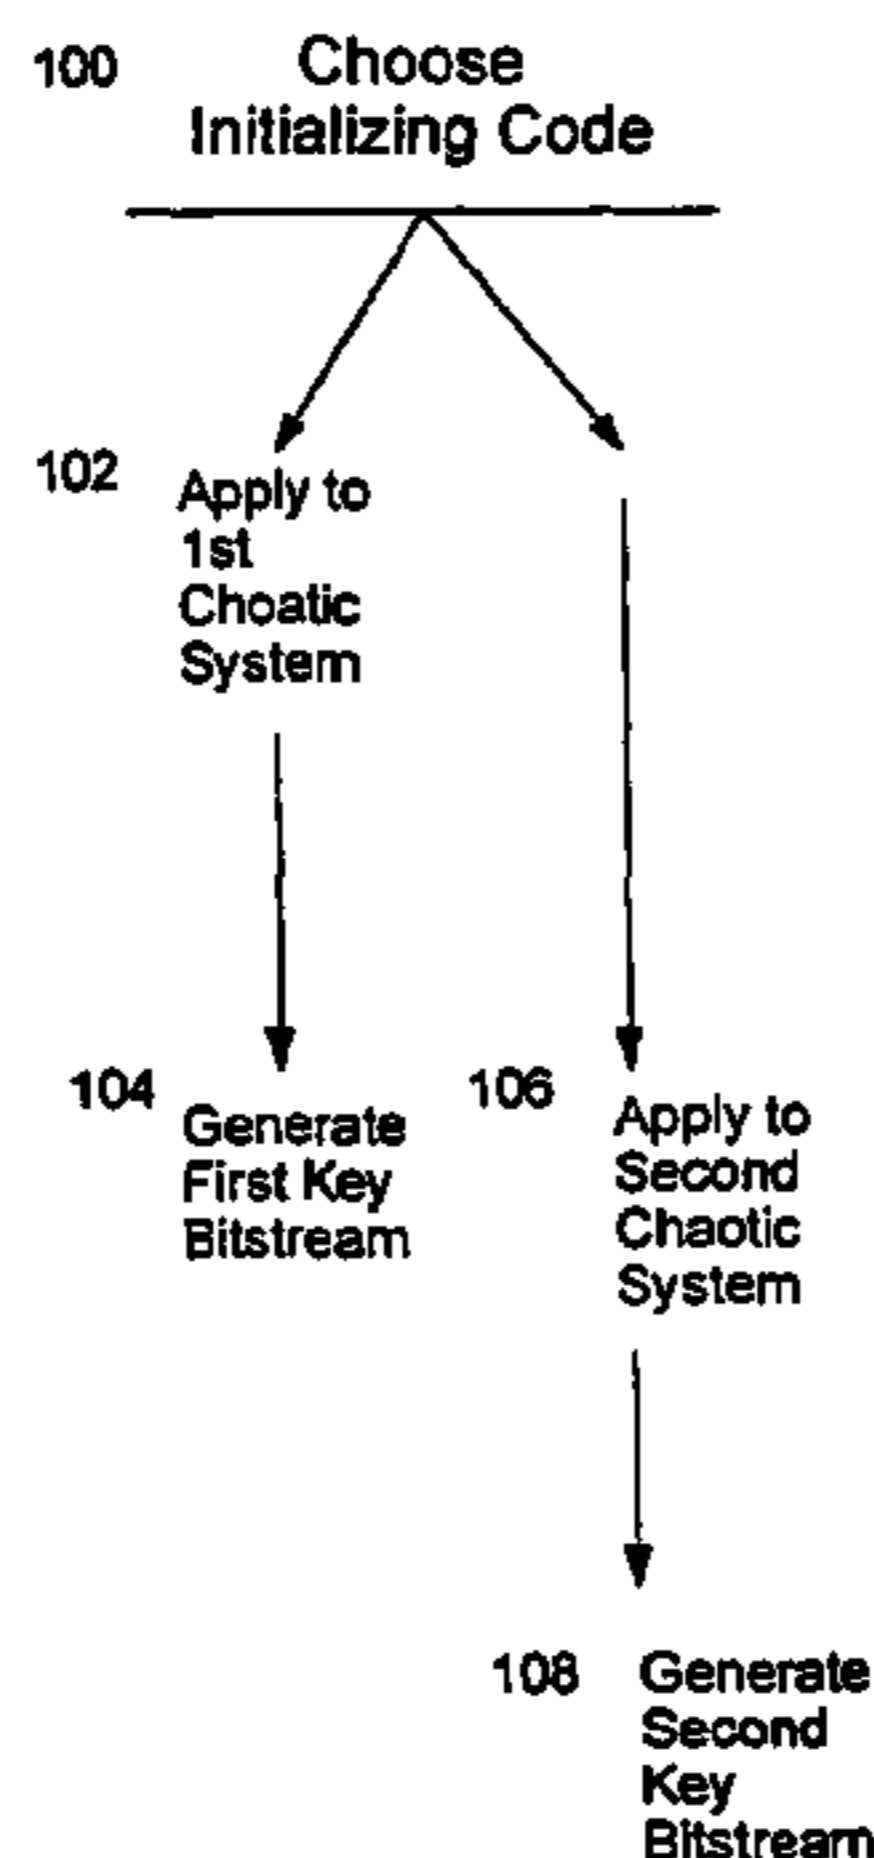 100
Choose
Initializing Code
102
Apply to
1st
Choatic
System
104
Generate
First Key
Bitstream
106
Apply to
Second
Chaotic
System
108
Generate
Second
Key
Bitstream